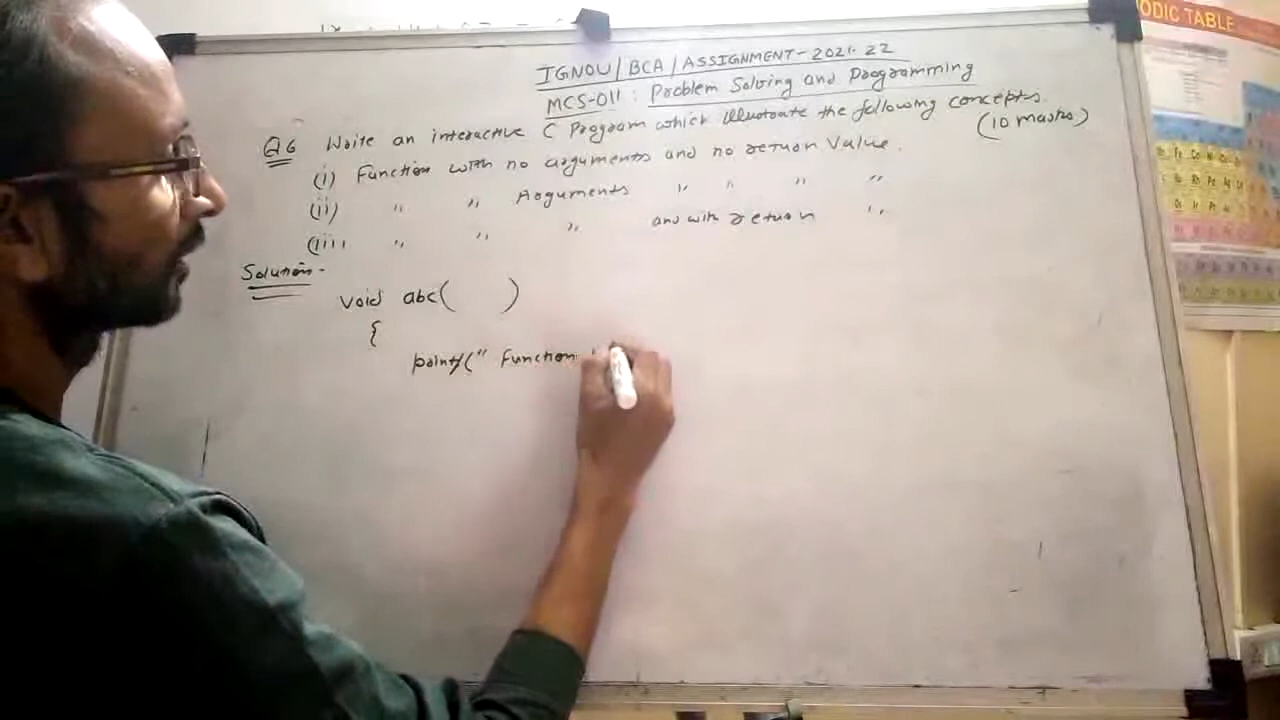 IGNOU/BCA/ASSIGNMENT-2021-22
MCS-011: Problem Solving and Programming
Q6 Write an interactive C Program which illustrate the following concepts.
(10 marks)
(i) Function with no arguments and no return Value.
(ii) " " Arguments " " " "
(iii) " " " and with return "
Solution-
void abc( )
{
printf(" Function
ODIC TABLE